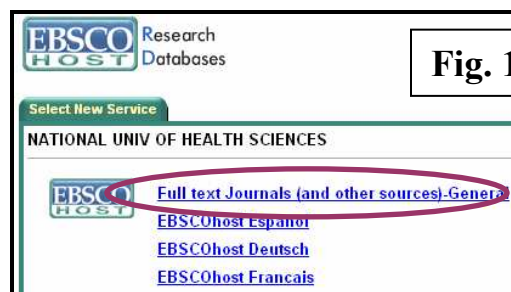 EBSCO Research
HOST Databases
Fig. 1
Select New Service
NATIONAL UNIV OF HEALTH SCIENCES
EBSCO
HOST
Full text Journals (and other sources)-General
EBSCOhost Español
EBSCOhost Deutsch
EBSCOhost Francais